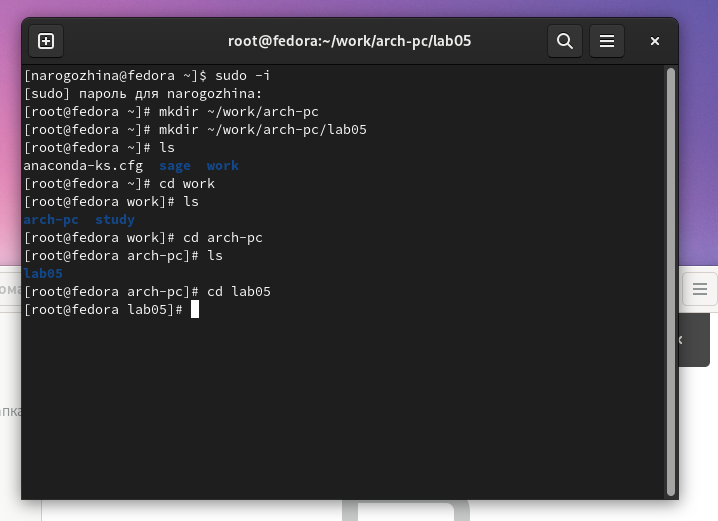 root@fedora:~/work/arch-pc/lab05
[narogozhina@fedora ~]$ sudo -i
[sudo] пароль для narogozhina:
[root@fedora ~]# mkdir ~/work/arch-pc
[root@fedora ~]# mkdir ~/work/arch-pc/lab05
[root@fedora ~]# ls
anaconda-ks.cfg  sage  work
[root@fedora ~]# cd work
[root@fedora work]# ls
arch-pc  study
[root@fedora work]# cd arch-pc
[root@fedora arch-pc]# ls
lab05
[root@fedora arch-pc]# cd lab05
[root@fedora lab05]#